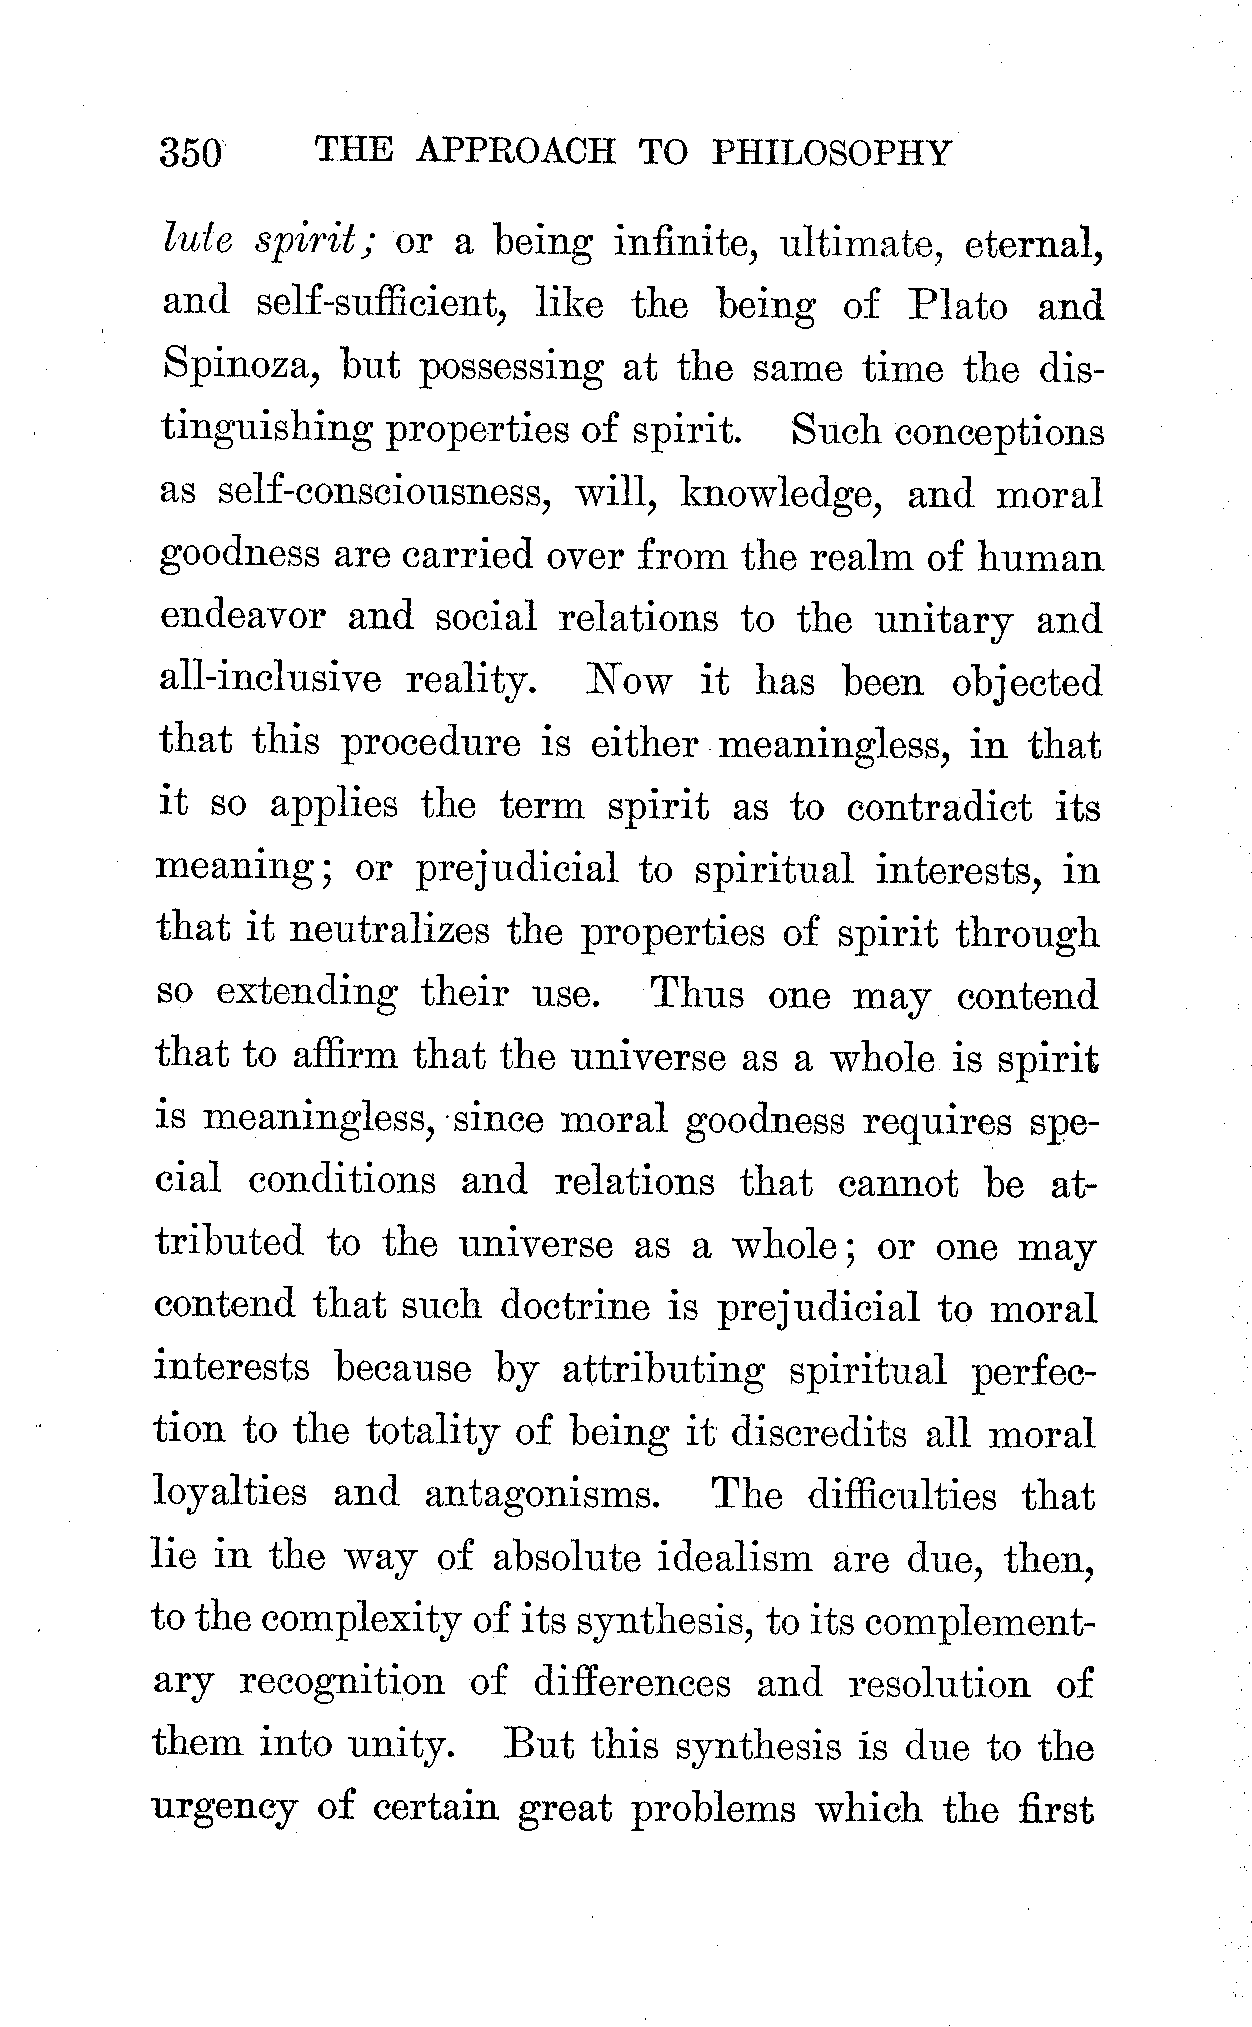 350 THE APPROACH TO PHILOSOPHY
lute spirit; or a being infinite, ultimate, eternal,
and self-sufficient, like the being of Plato and
Spinoza, but possessing at the same time the dis-
tinguishing properties of spirit. Such conceptions
as self-consciousness, will, knowledge, and moral
goodness are carried over from the realm of human
endeavor and social relations to the unitary and
all-inclusive reality. Now it has been objected
that this procedure is either meaningless, in that
it so applies the term spirit as to contradict its
meaning; or prejudicial to spiritual interests, in
that it neutralizes the properties of spirit through
so extending their use. Thus one may contend
that to affirm that the universe as a whole is spirit
is meaningless, since moral goodness requires spe-
cial conditions and relations that cannot be at-
tributed to the universe as a whole; or one may
contend that such doctrine is prejudicial to moral
interests because by attributing spiritual perfec-
tion to the totality of being it discredits all moral
loyalties and antagonisms. The difficulties that
lie in the way of absolute idealism are due, then,
to the complexity of its synthesis, to its complement-
ary recognition of differences and resolution of
them into unity. But this synthesis is due to the
urgency of certain great problems which the first